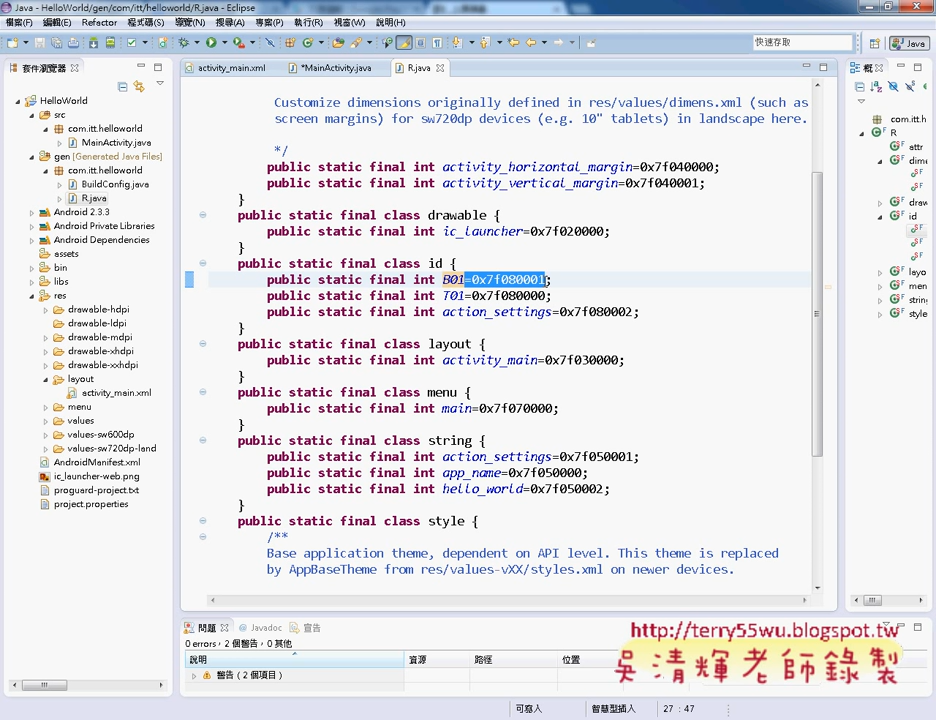 Java - HelloWorld/gen/com/itt/helloworld/R.java - Eclipse
檔案(F) 編輯(E) Refactor 程式碼(S) 導覽(N) 搜尋(A) 專案(P) 執行(R) 視窗(W) 說明(H)
快速存取
Java
套件瀏覽器
HelloWorld
src
com.itt.helloworld
MainActivity.java
gen [Generated Java Files]
com.itt.helloworld
BuildConfig.java
R.java
Android 2.3.3
Android Private Libraries
Android Dependencies
assets
bin
libs
res
drawable-hdpi
drawable-ldpi
drawable-mdpi
drawable-xhdpi
drawable-xxhdpi
layout
activity_main.xml
menu
values
values-sw600dp
values-sw720dp-land
AndroidManifest.xml
ic_launcher-web.png
proguard-project.txt
project.properties
activity_main.xml *MainActivity.java R.java
Customize dimensions originally defined in res/values/dimens.xml (such as
screen margins) for sw720dp devices (e.g. 10" tablets) in landscape here.
*/
public static final int activity_horizontal_margin=0x7f040000;
public static final int activity_vertical_margin=0x7f040001;
}
public static final class drawable {
public static final int ic_launcher=0x7f020000;
}
public static final class id {
public static final int B01=0x7f080001;
public static final int T01=0x7f080000;
public static final int action_settings=0x7f080002;
}
public static final class layout {
public static final int activity_main=0x7f030000;
}
public static final class menu {
public static final int main=0x7f070000;
}
public static final class string {
public static final int action_settings=0x7f050001;
public static final int app_name=0x7f050000;
public static final int hello_world=0x7f050002;
}
public static final class style {
/**
Base application theme, dependent on API level. This theme is replaced
by AppBaseTheme from res/values-vXX/styles.xml on newer devices.
概
com.itt.h
R
attr
dime
draw
id
layo
men
strin
style
問題 Javadoc 宣告
0 errors，2 個警告，0 其他
說明 資源 路徑 位置
警告 (2 個項目)
http://terry55wu.blogspot.tw
吳清輝老師錄製
可寫入 智慧型插入 27 : 47